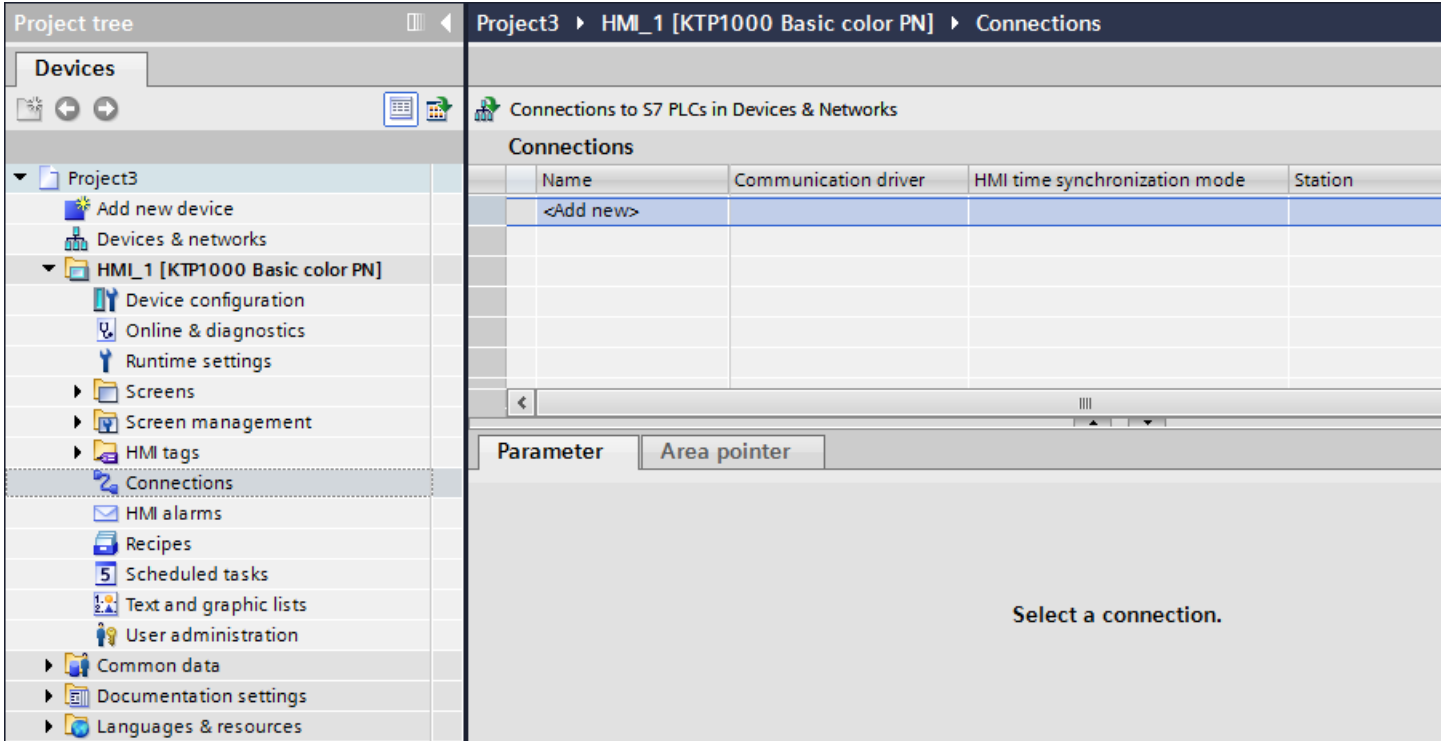 Project tree
Devices
Project3
Add new device
Devices & networks
HMI_1 [KTP1000 Basic color PN]
Device configuration
Online & diagnostics
Runtime settings
Screens
Screen management
HMI tags
Connections
HMI alarms
Recipes
Scheduled tasks
Text and graphic lists
User administration
Common data
Documentation settings
Languages & resources
Project3 HMI_1 [KTP1000 Basic color PN] Connections
Connections to S7 PLCs in Devices & Networks
Connections
Name Communication driver HMI time synchronization mode Station
<Add new>
Parameter Area pointer
Select a connection.